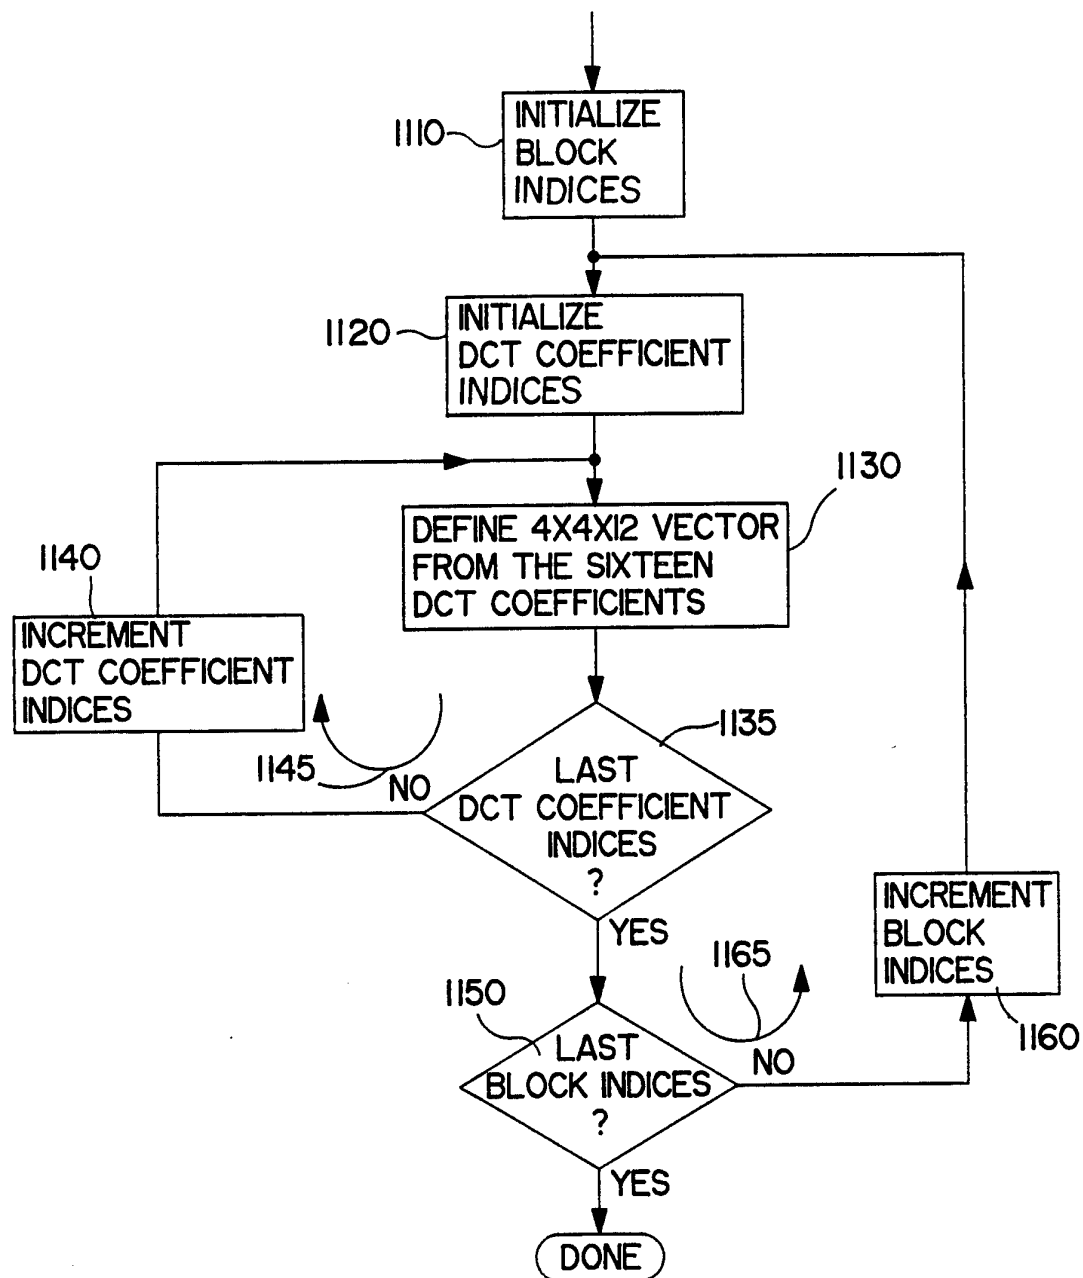 INITIALIZE
BLOCK
INDICES
1110
INITIALIZE
DCT COEFFICIENT
INDICES
1120
1130
DEFINE 4X4X12 VECTOR
FROM THE SIXTEEN
DCT COEFFICIENTS
1140
INCREMENT
DCT COEFFICIENT
INDICES
1145
NO
1135
LAST
DCT COEFFICIENT
INDICES
?
YES
1150
LAST
BLOCK INDICES
?
1165
NO
INCREMENT
BLOCK
INDICES
1160
YES
DONE